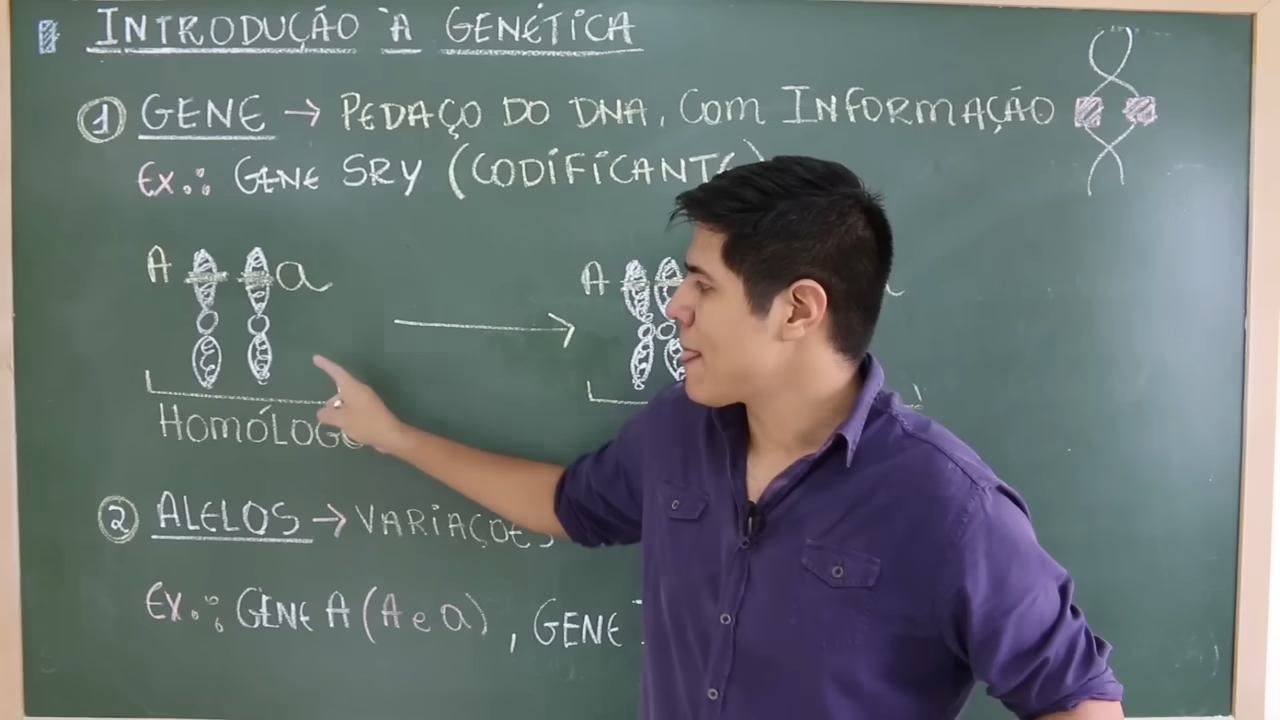 INTRODUÇÃO À GENÉTICA
① GENE → PEDAÇO DO DNA, COM INFORMAÇÃO
EX.: GENE SRY (CODIFICANTE)
A a → A
HOMÓLOGO
② ALELOS → VARIAÇÕES
EX.: GENE A (A e a), GENE